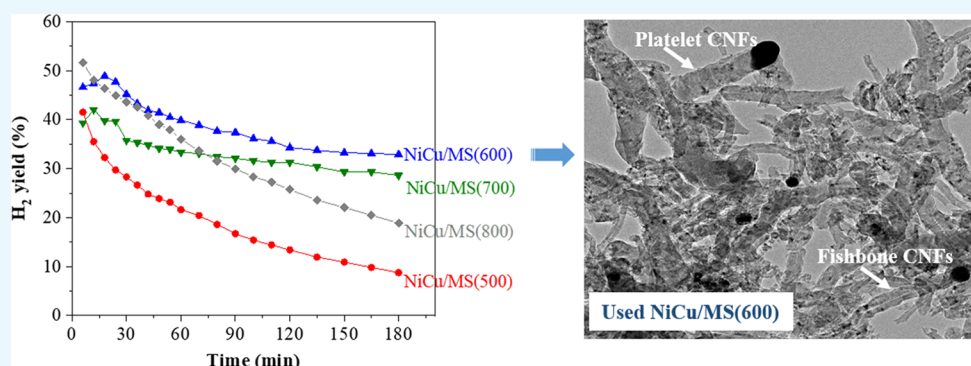 60
50
40
30
20
10
0
H2 yield (%)
0 30 60 90 120 150 180
Time (min)
NiCu/MS(600)
NiCu/MS(700)
NiCu/MS(800)
NiCu/MS(500)
Platelet CNFs
Fishbone CNFs
Used NiCu/MS(600)